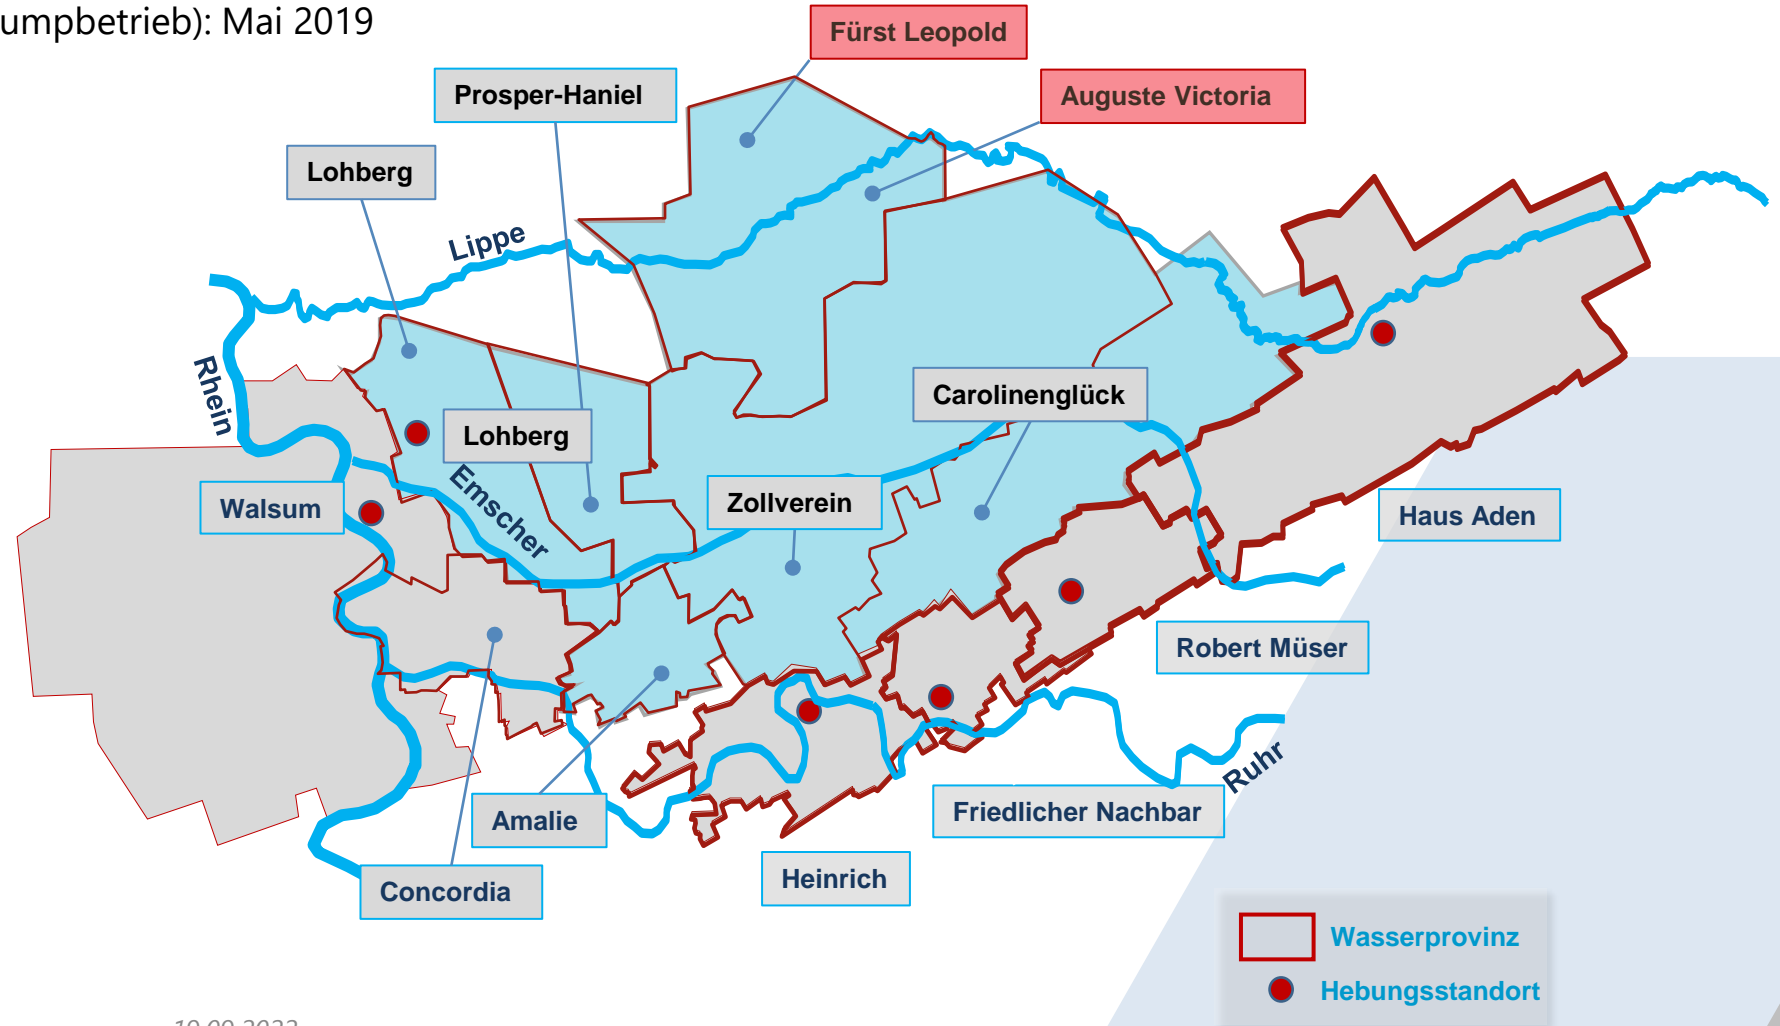 umpbetrieb): Mai 2019
Fürst Leopold
Prosper-Haniel
Auguste Victoria
Lohberg
Lippe
Rhein
Carolinenglück
Lohberg
Emscher
Zollverein
Walsum
Haus Aden
Robert Müser
Ruhr
Amalie
Friedlicher Nachbar
Heinrich
Concordia
Wasserprovinz
Hebungsstandort